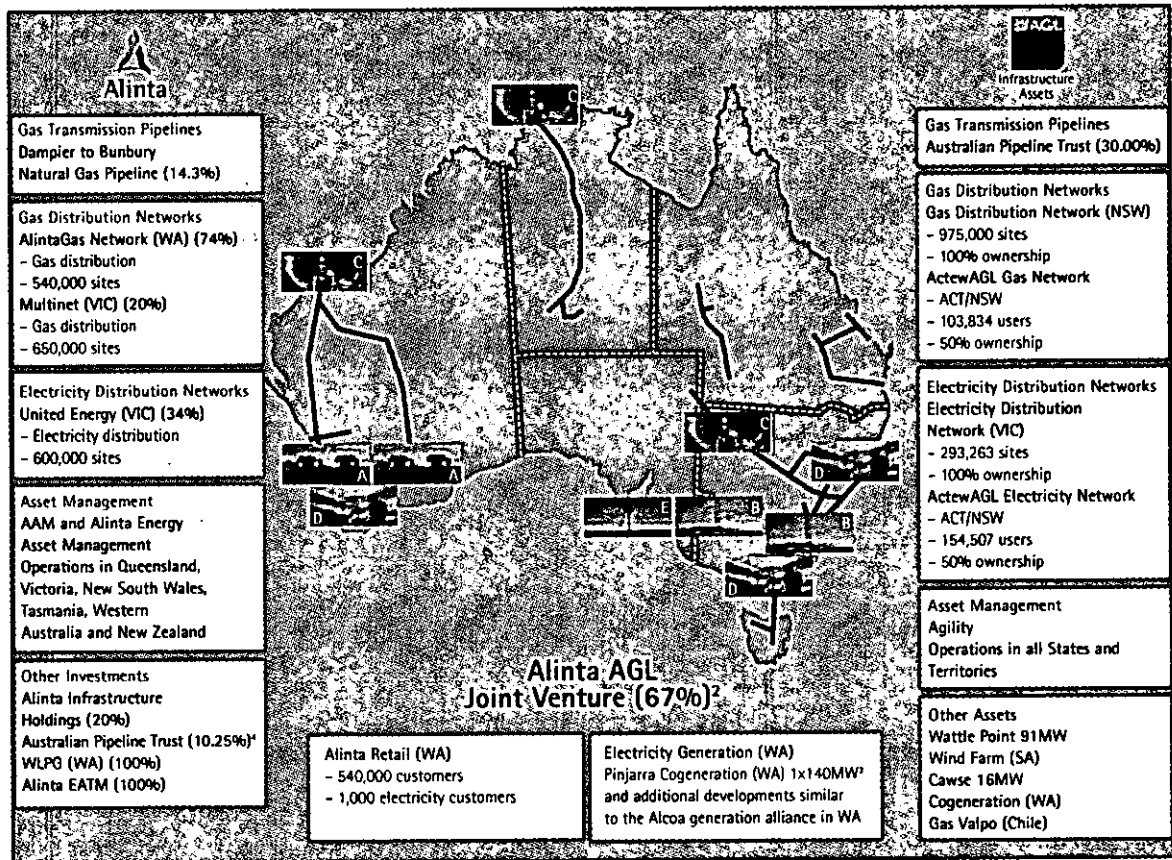 Alinta
Gas Transmission Pipelines
Dampier to Bunbury
Natural Gas Pipeline (14.3%)
Gas Distribution Networks
AlintaGas Network (WA) (74%)
- Gas distribution
- 540,000 sites
Multinet (VIC) (20%)
- Gas distribution
- 650,000 sites
Electricity Distribution Networks
United Energy (VIC) (34%)
- Electricity distribution
- 600,000 sites
Asset Management
AAM and Alinta Energy
Asset Management
Operations in Queensland,
Victoria, New South Wales,
Tasmania, Western
Australia and New Zealand
Other Investments
Alinta Infrastructure
Holdings (20%)
Australian Pipeline Trust (10.25%)⁴
WLPG (WA) (100%)
Alinta EATM (100%)
C
C
A
A
D
C
D
E
B
B
D
Alinta AGL
Joint Venture (67%)²
Alinta Retail (WA)
- 540,000 customers
- 1,000 electricity customers
Electricity Generation (WA)
Pinjarra Cogeneration (WA) 1x140MW³
and additional developments similar
to the Alcoa generation alliance in WA
AGL
Infrastructure
Assets
Gas Transmission Pipelines
Australian Pipeline Trust (30.00%)
Gas Distribution Networks
Gas Distribution Network (NSW)
- 975,000 sites
- 100% ownership
ActewAGL Gas Network
- ACT/NSW
- 103,834 users
- 50% ownership
Electricity Distribution Networks
Electricity Distribution
Network (VIC)
- 293,263 sites
- 100% ownership
ActewAGL Electricity Network
- ACT/NSW
- 154,507 users
- 50% ownership
Asset Management
Agility
Operations in all States and
Territories
Other Assets
Wattle Point 91MW
Wind Farm (SA)
Cawse 16MW
Cogeneration (WA)
Gas Valpo (Chile)